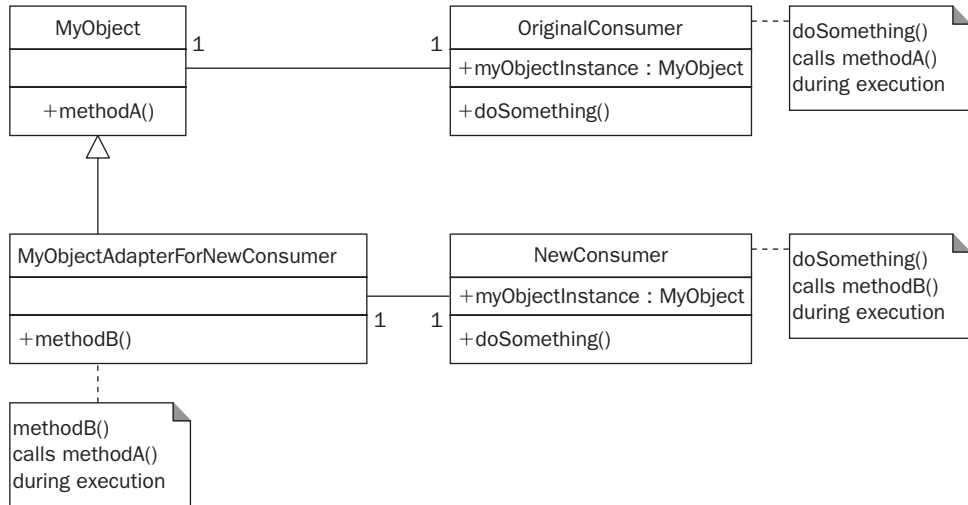 MyObject
+methodA()
1
1
OriginalConsumer
+myObjectInstance : MyObject
+doSomething()
doSomething()
calls methodA()
during execution
MyObjectAdapterForNewConsumer
+methodB()
1
1
NewConsumer
+myObjectInstance : MyObject
+doSomething()
doSomething()
calls methodB()
during execution
methodB()
calls methodA()
during execution